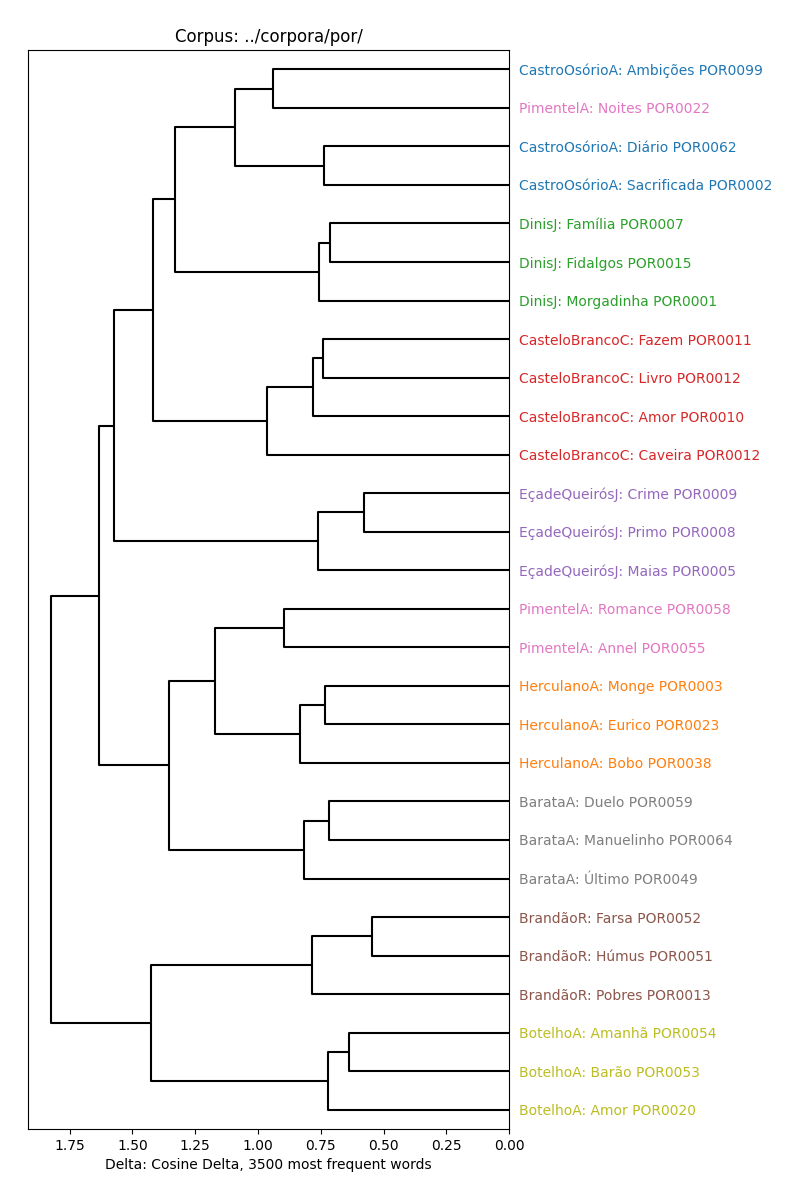 Corpus: ../corpora/por/
CastroOsórioA: Ambições POR0099
PimentelA: Noites POR0022
CastroOsórioA: Diário POR0062
CastroOsórioA: Sacrificada POR0002
DinisJ: Família POR0007
DinisJ: Fidalgos POR0015
DinisJ: Morgadinha POR0001
CasteloBrancoC: Fazem POR0011
CasteloBrancoC: Livro POR0012
CasteloBrancoC: Amor POR0010
CasteloBrancoC: Caveira POR0012
EçadeQueirósJ: Crime POR0009
EçadeQueirósJ: Primo POR0008
EçadeQueirósJ: Maias POR0005
PimentelA: Romance POR0058
PimentelA: Annel POR0055
HerculanoA: Monge POR0003
HerculanoA: Eurico POR0023
HerculanoA: Bobo POR0038
BarataA: Duelo POR0059
BarataA: Manuelinho POR0064
BarataA: Último POR0049
BrandãoR: Farsa POR0052
BrandãoR: Húmus POR0051
BrandãoR: Pobres POR0013
BotelhoA: Amanhã POR0054
BotelhoA: Barão POR0053
BotelhoA: Amor POR0020
1.75 1.50 1.25 1.00 0.75 0.50 0.25 0.00
Delta: Cosine Delta, 3500 most frequent words